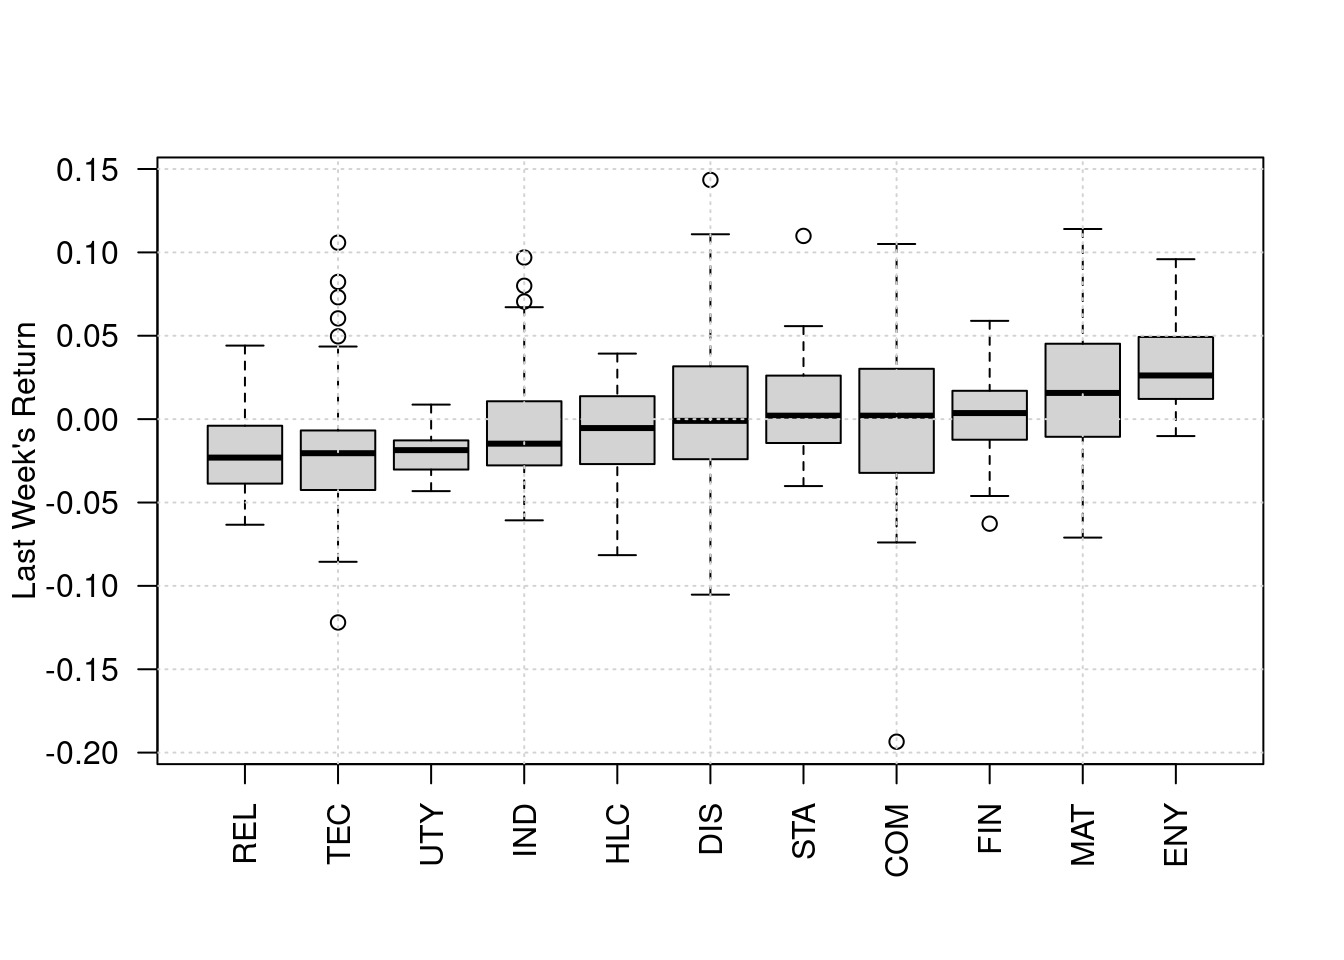 Last Week's Return
0.15
0.10
0.05
0.00
-0.05
-0.10
-0.15
-0.20
REL
TEC
UTY
IND
HLC
DIS
STA
COM
FIN
MAT
ENY